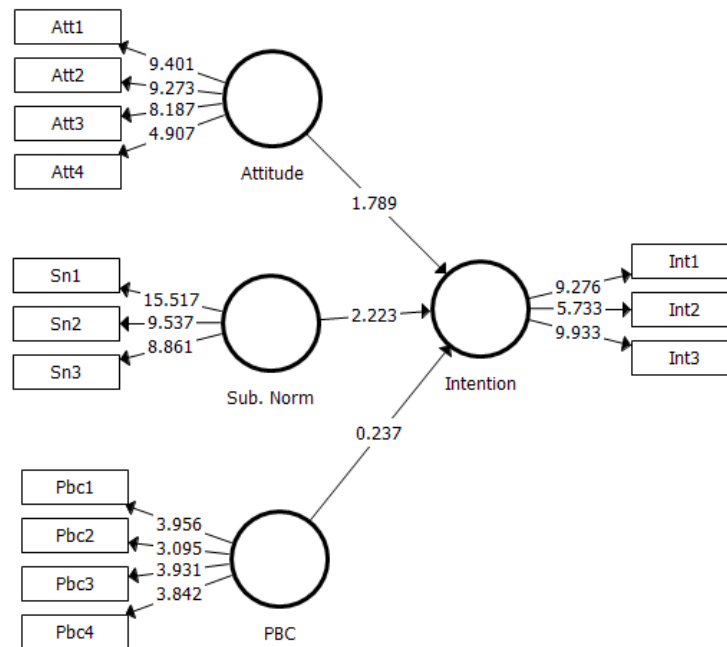 Att1
Att2
Att3
Att4
9.401
9.273
8.187
4.907
Attitude
1.789
Sn1
Sn2
Sn3
15.517
9.537
8.861
Sub. Norm
2.223
Int1
Int2
Int3
9.276
5.733
9.933
Intention
0.237
Pbc1
Pbc2
Pbc3
Pbc4
3.956
3.095
3.931
3.842
PBC